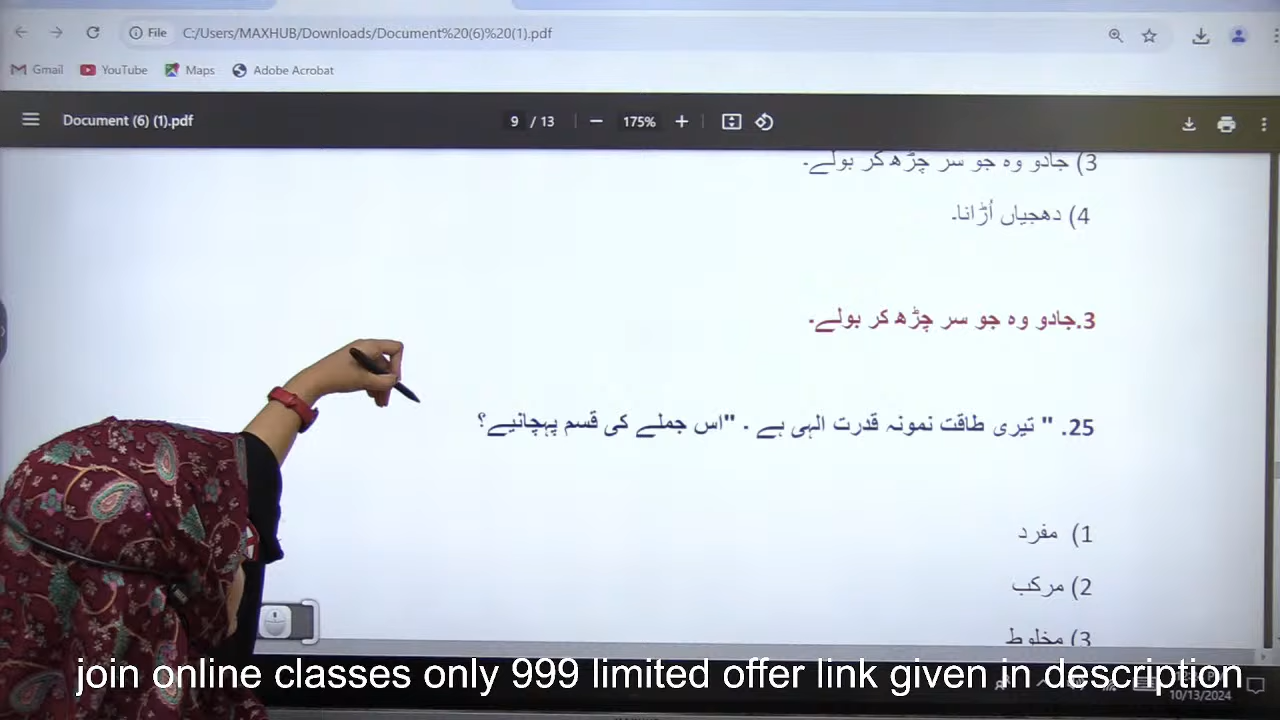 File C:/Users/MAXHUB/Downloads/Document%20(6)%20(1).pdf
Gmail YouTube Maps Adobe Acrobat
Document (6) (1).pdf 9 / 13 175%
3) جادو وہ جو سر چڑھ کر بولے۔
4) دھجیاں اُڑانا۔
3.جادو وہ جو سر چڑھ کر بولے۔
25. " تیری طاقت نمونہ قدرت الہی ہے . "اس جملے کی قسم پہچانیے؟
1) مفرد
2) مرکب
3) مخلوط
join online classes only 999 limited offer link given in description
10/13/2024